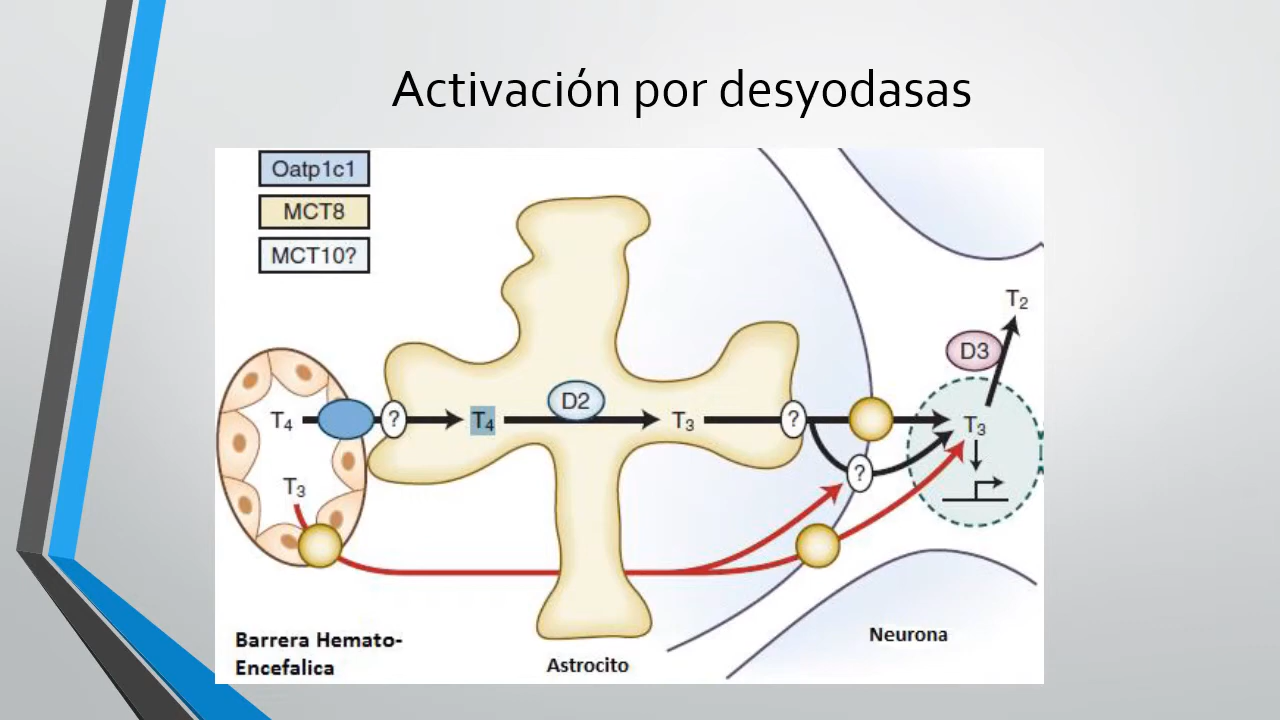 Activación por desyodasas
Oatp1c1
MCT8
MCT10?
T2
D3
D2
T4
?
T4
T3
?
T3
?
T3
Barrera Hemato-
Encefalica
Astrocito
Neurona